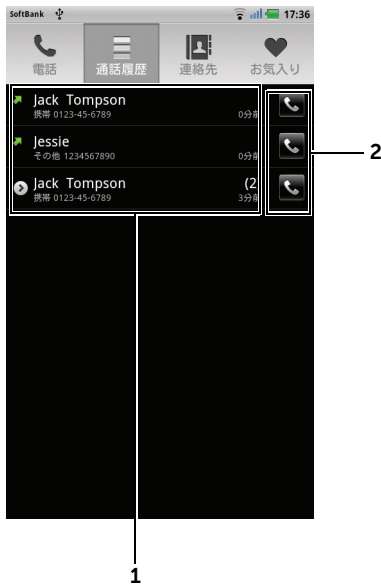 SoftBank 17:36
電話 通話履歴 連絡先 お気入り
Jack Tompson
携帯 0123-45-6789 0分前
Jessie
その他 1234567890 0分前
Jack Tompson (2
携帯 0123-45-6789 3分前
2
1